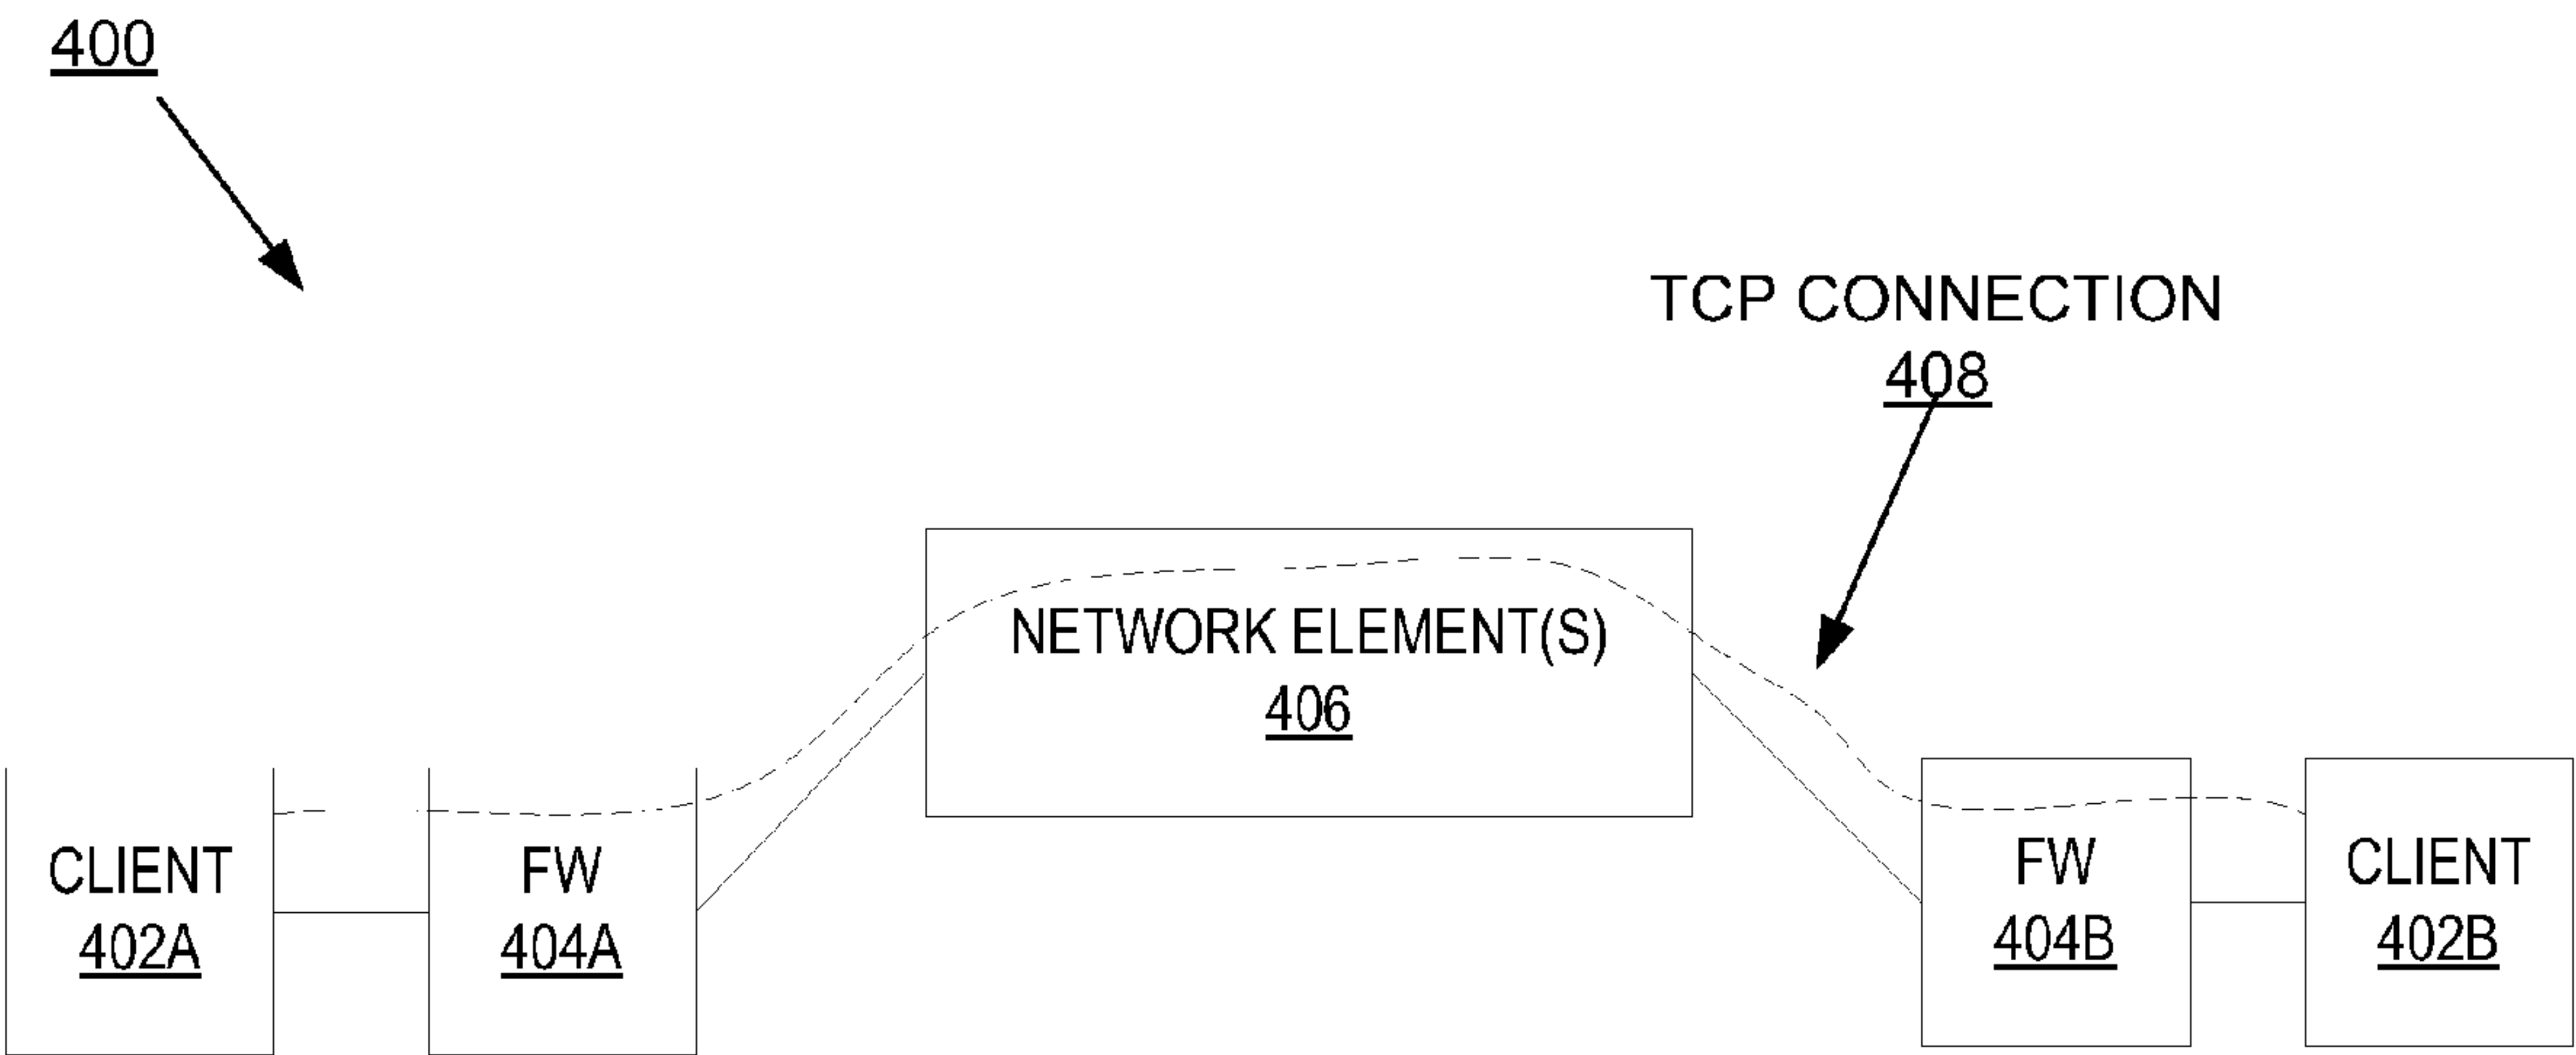 400
TCP CONNECTION
408
NETWORK ELEMENT(S)
406
CLIENT
402A
FW
404A
FW
404B
CLIENT
402B